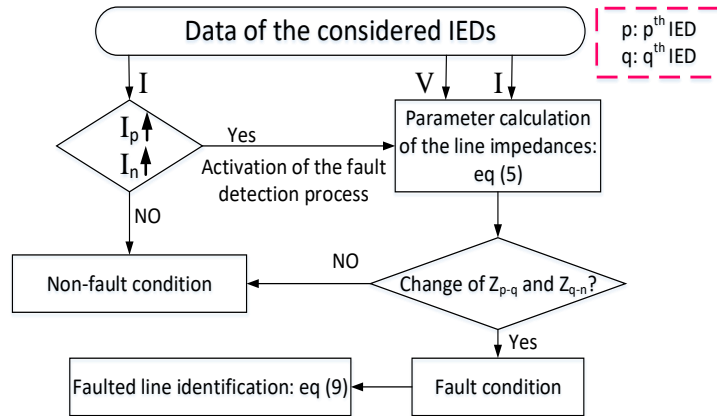 Data of the considered IEDs
p: pth IED
q: qth IED
I
V
I
Ip
In
Yes
Activation of the fault
detection process
Parameter calculation
of the line impedances:
eq (5)
NO
NO
Non-fault condition
Change of Zp-q and Zq-n?
Yes
Faulted line identification: eq (9)
Fault condition